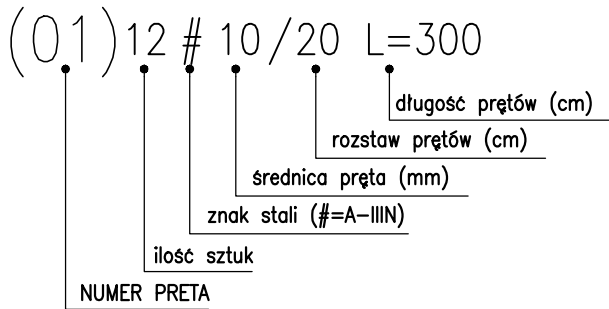 (01)12 # 10/20 L=300
długość prętów (cm)
rozstaw prętów (cm)
średnica pręta (mm)
znak stali (#=A-IIIN)
ilość sztuk
NUMER PRETA